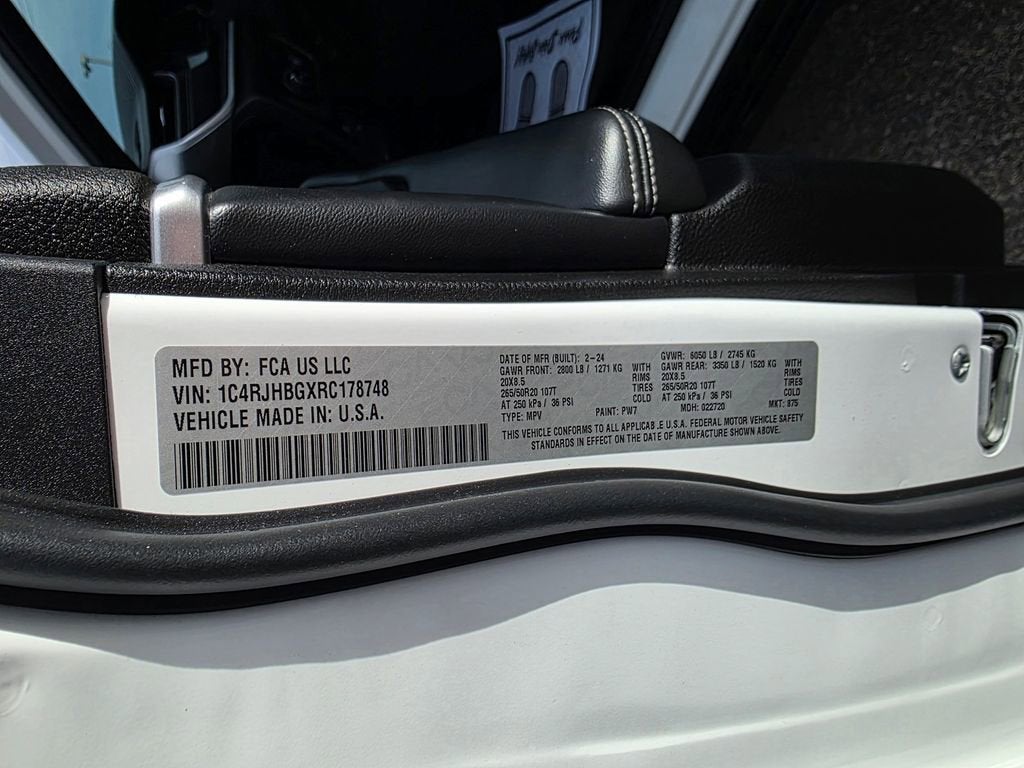 MFD BY: FCA US LLC
VIN: 1C4RJHBGXRC178748
VEHICLE MADE IN: U.S.A.
DATE OF MFR (BUILT): 2-24
GAWR FRONT: 2800 LB / 1271 KG WITH
20X8.5 RIMS
265/50R20 107T TIRES
AT 250 kPa / 36 PSI COLD
TYPE: MPV PAINT: PW7
GVWR: 6050 LB / 2745 KG
GAWR REAR: 3350 LB / 1520 KG WITH
20X8.5 RIMS
265/50R20 107T TIRES
AT 250 kPa / 36 PSI COLD
MDH: 022720 MKT: 875
THIS VEHICLE CONFORMS TO ALL APPLICAB .E U.S.A. FEDERAL MOTOR VEHICLE SAFETY
STANDARDS IN EFFECT ON THE DATE OF MANUFACTURE SHOWN ABOVE.